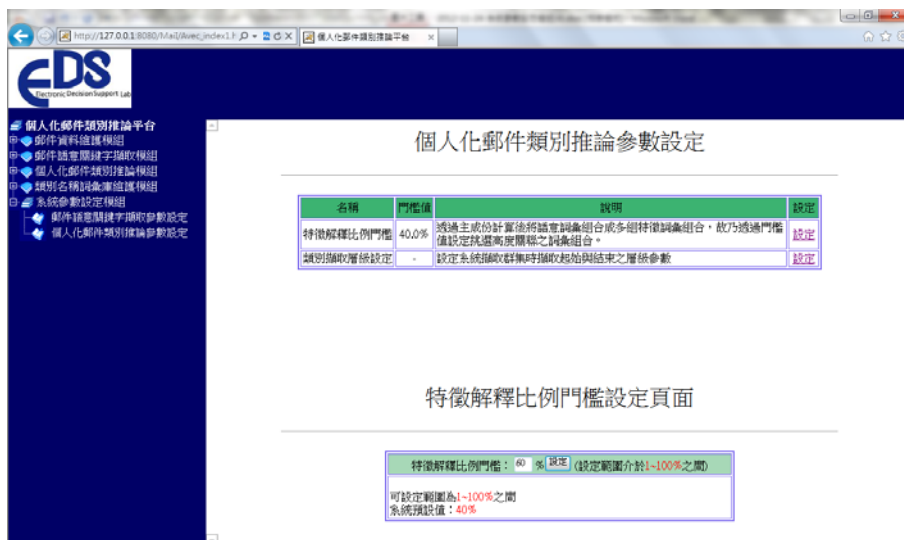 http://127.0.0.1:8080/Mail/Avec_index1.h
個人化郵件類別推論平台
EDS
Electronic Decision Support Lab
個人化郵件類別推論平台
郵件資料維護模組
郵件語意關鍵字擷取模組
個人化郵件類別推論模組
類別名稱詞彙庫維護模組
系統參數設定模組
郵件語意關鍵字擷取參數設定
個人化郵件類別推論參數設定
個人化郵件類別推論參數設定
名稱 門檻值 說明 設定
特徵解釋比例門檻 40.0% 透過主成份計算後將語意詞彙組合成多組特徵詞彙組合，故乃透過門檻
值設定挑選高度關聯之詞彙組合。 設定
類別擷取層級設定 - 設定系統擷取群集時擷取起始與結束之層級參數 設定
特徵解釋比例門檻設定頁面
特徵解釋比例門檻： 60 % 設定 (設定範圍介於1~100%之間)
可設定範圍為1~100%之間
系統預設值：40%